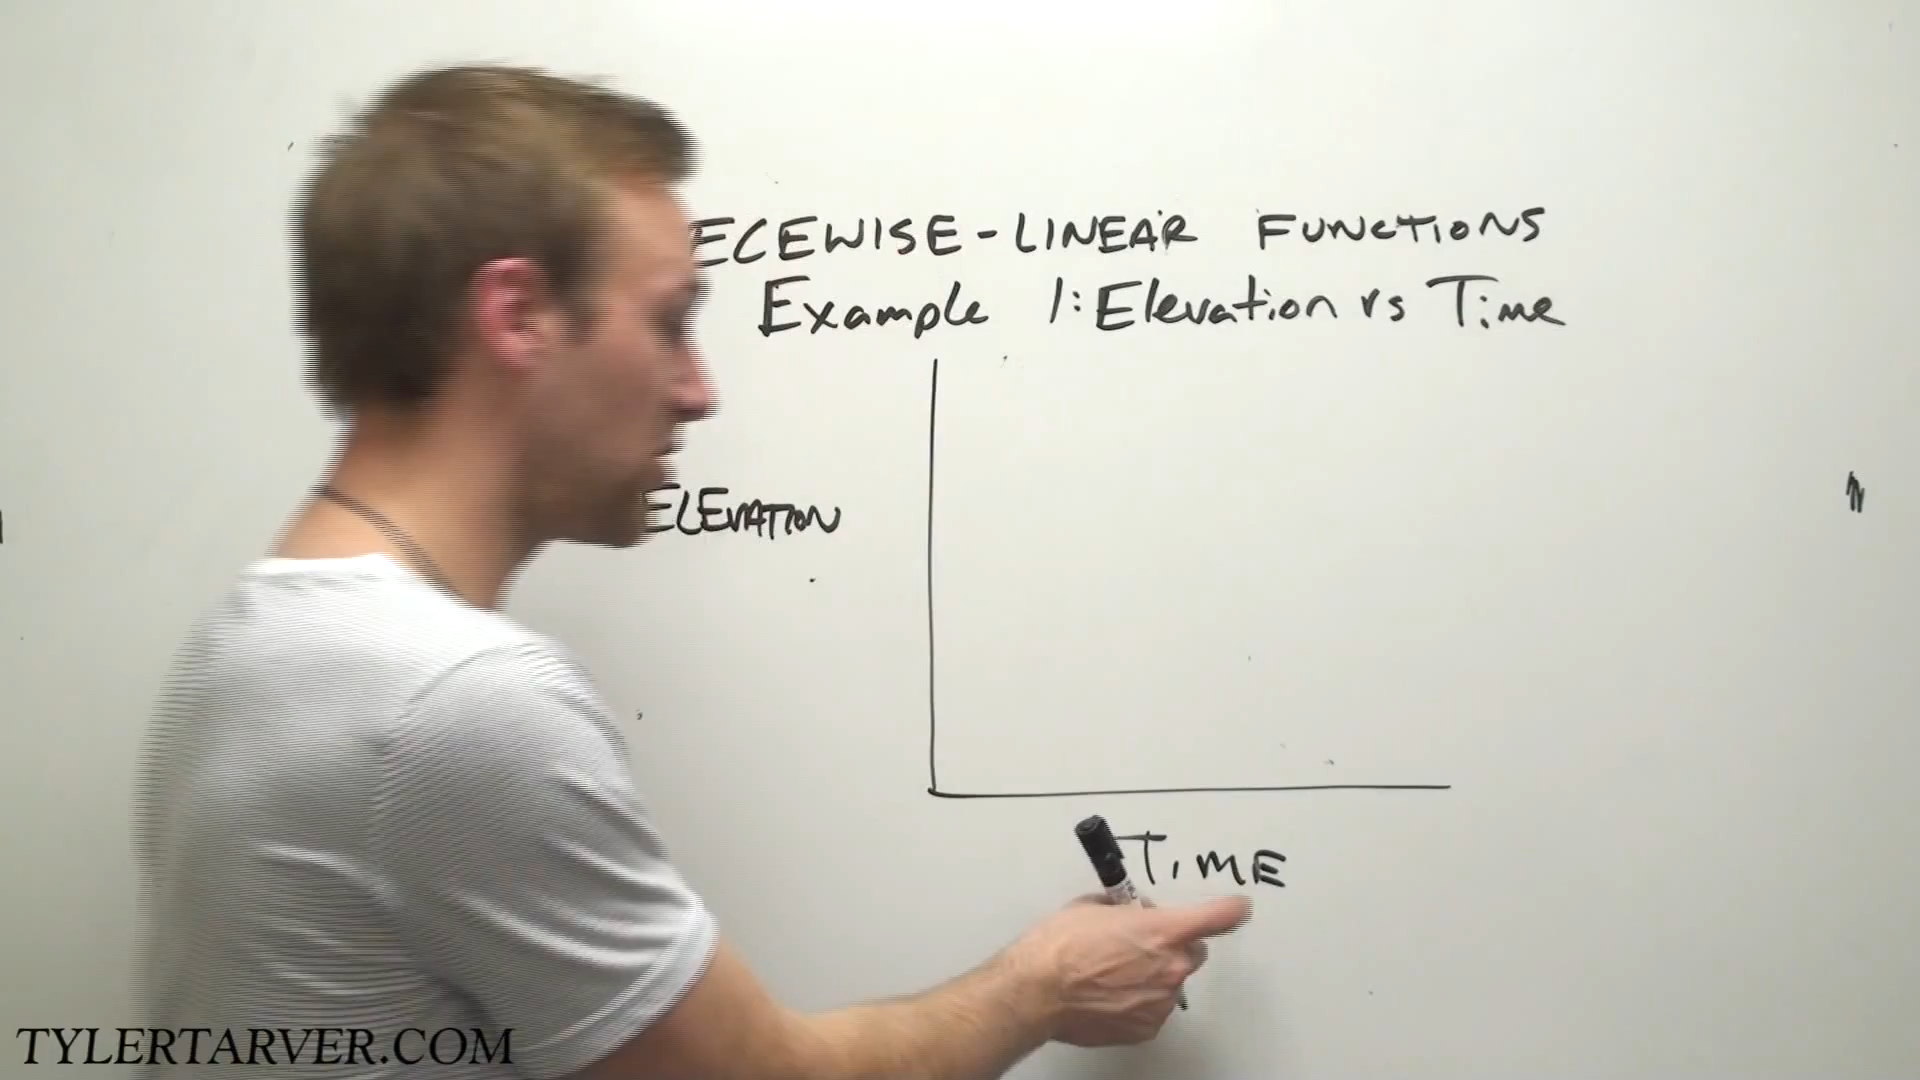 ECEWISE-LINEAR FUNCTIONS
Example 1: Elevation vs Time
ELEVATION
TIME
TYLERTARVER.COM